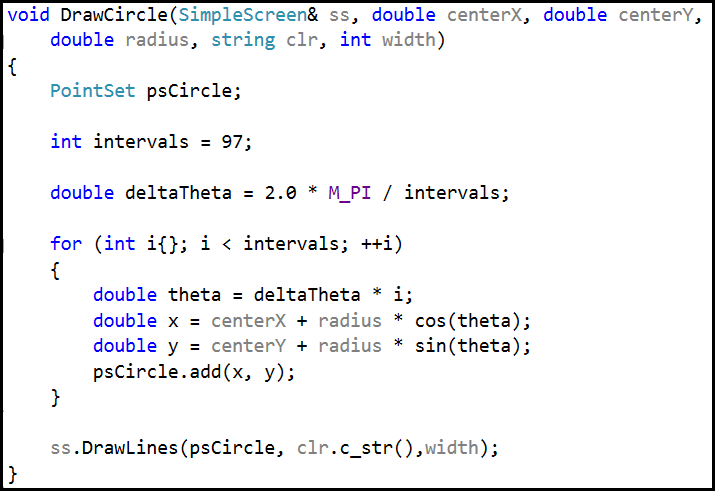 void DrawCircle(SimpleScreen& ss, double centerX, double centerY,
    double radius, string clr, int width)
{
    PointSet psCircle;

    int intervals = 97;

    double deltaTheta = 2.0 * M_PI / intervals;

    for (int i{}; i < intervals; ++i)
    {
        double theta = deltaTheta * i;
        double x = centerX + radius * cos(theta);
        double y = centerY + radius * sin(theta);
        psCircle.add(x, y);
    }

    ss.DrawLines(psCircle, clr.c_str(),width);
}